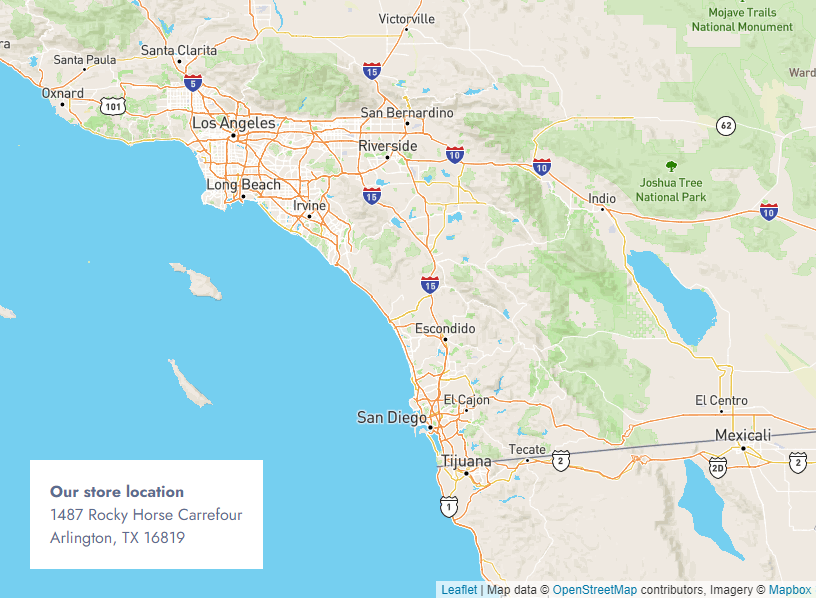 Mojave Trails
National Monument
Victorville
ra
Santa Clarita
Santa Paula
15
Ward
5
Oxnard
101
San Bernardino
Los Angeles
62
Riverside
10
10
Joshua Tree
National Park
Long Beach
15
Indio
Irvine
10
15
Escondido
El Cajon
El Centro
San Diego
Mexicali
Tecate
Tijuana
2
2D
2
1
Our store location
1487 Rocky Horse Carrefour
Arlington, TX 16819
Leaflet | Map data © OpenStreetMap contributors, Imagery © Mapbox